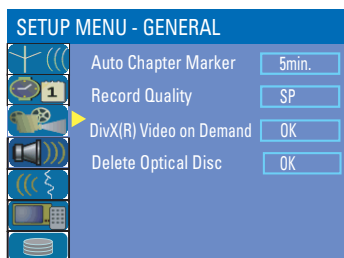 SETUP MENU - GENERAL
Auto Chapter Marker 5min.
1 Record Quality SP
DivX(R) Video on Demand OK
Delete Optical Disc OK